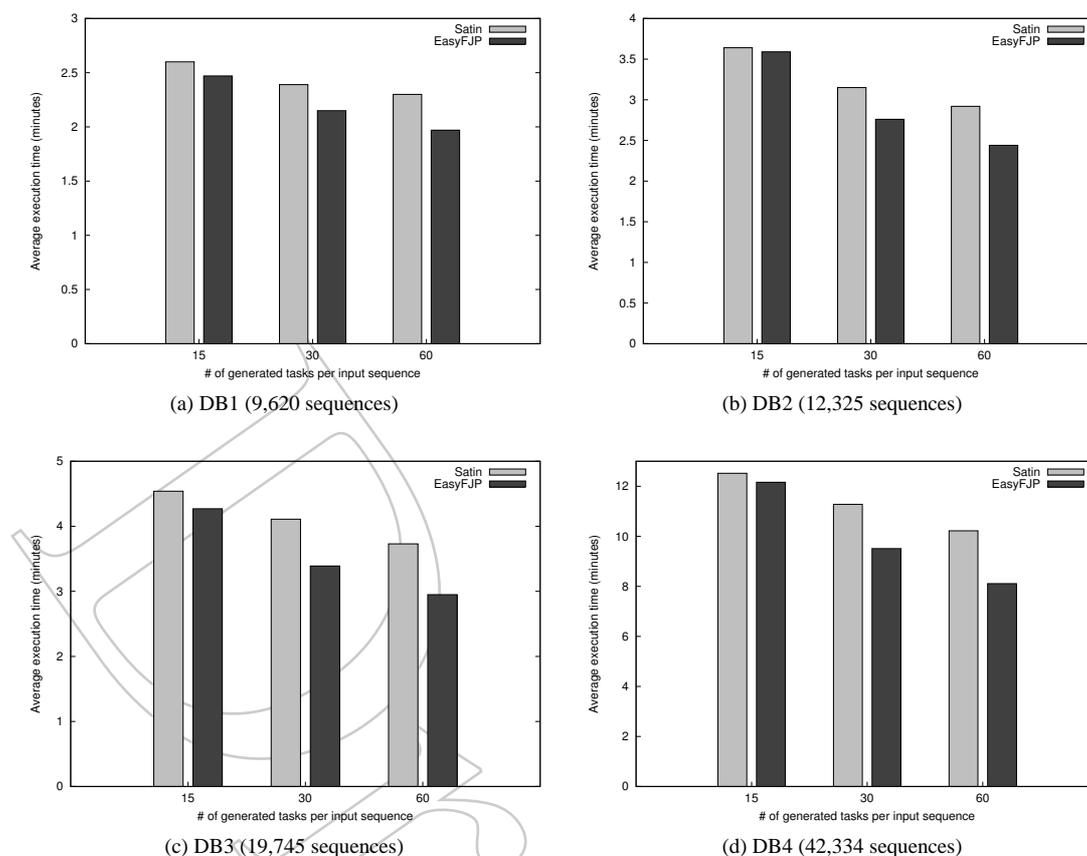 3
2.5
2
1.5
1
0.5
0
Average execution time (minutes)
Satin
EasyFJP
15 30 60
# of generated tasks per input sequence
(a) DB1 (9,620 sequences)
4
3.5
3
2.5
2
1.5
1
0.5
0
Average execution time (minutes)
Satin
EasyFJP
15 30 60
# of generated tasks per input sequence
(b) DB2 (12,325 sequences)
5
4
3
2
1
0
Average execution time (minutes)
Satin
EasyFJP
15 30 60
# of generated tasks per input sequence
(c) DB3 (19,745 sequences)
12
10
8
6
4
2
0
Average execution time (minutes)
Satin
EasyFJP
15 30 60
# of generated tasks per input sequence
(d) DB4 (42,334 sequences)